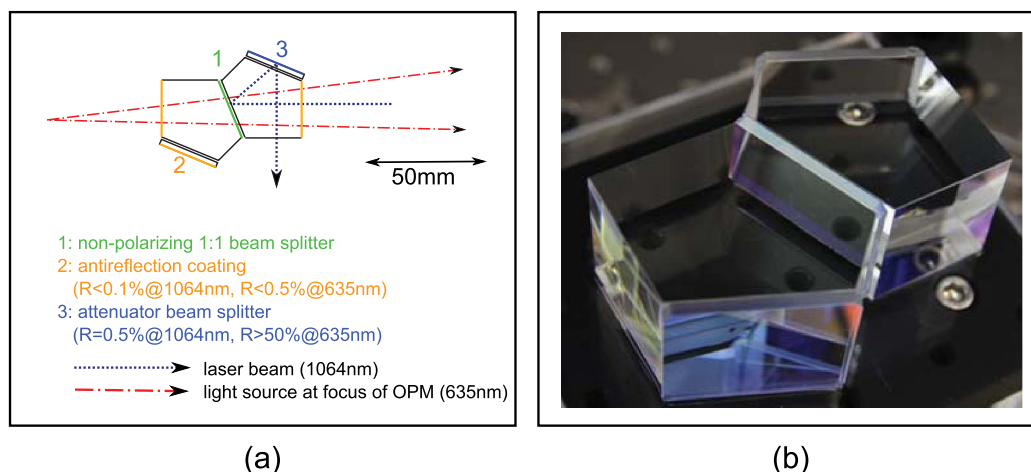 1
3
2
50mm
1: non-polarizing 1:1 beam splitter
2: antireflection coating
(R<0.1%@1064nm, R<0.5%@635nm)
3: attenuator beam splitter
(R=0.5%@1064nm, R>50%@635nm)
laser beam (1064nm)
light source at focus of OPM (635nm)
(a)
(b)